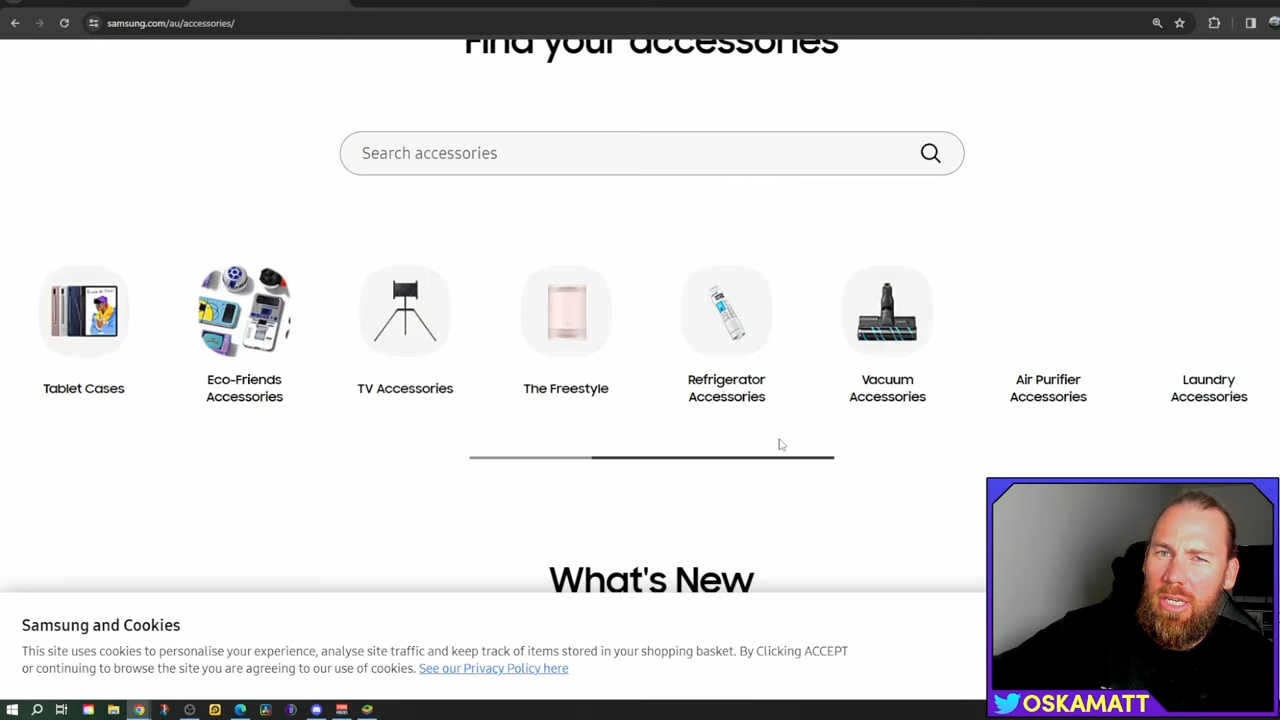 samsung.com/au/accessories/
Find your accessories
Search accessories
Tablet Cases
Eco-Friends
Accessories
TV Accessories
The Freestyle
Refrigerator
Accessories
Vacuum
Accessories
Air Purifier
Accessories
Laundry
Accessories
What's New
Samsung and Cookies
This site uses cookies to personalise your experience, analyse site traffic and keep track of items stored in your shopping basket. By Clicking ACCEPT
or continuing to browse the site you are agreeing to our use of cookies. See our Privacy Policy here
OSKAMATT